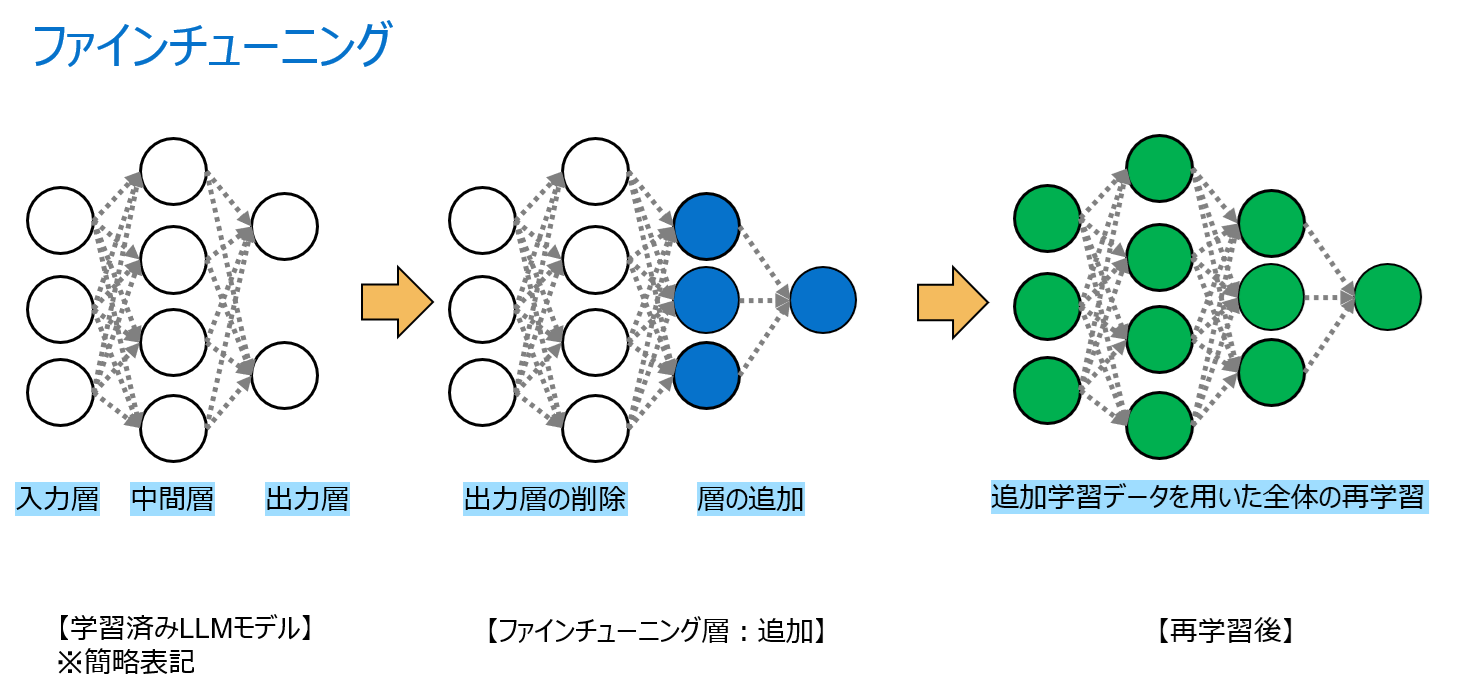 ファインチューニング
入力層
中間層
出力層
出力層の削除
層の追加
追加学習データを用いた全体の再学習
【学習済みLLMモデル】
※簡略表記
【ファインチューニング層：追加】
【再学習後】